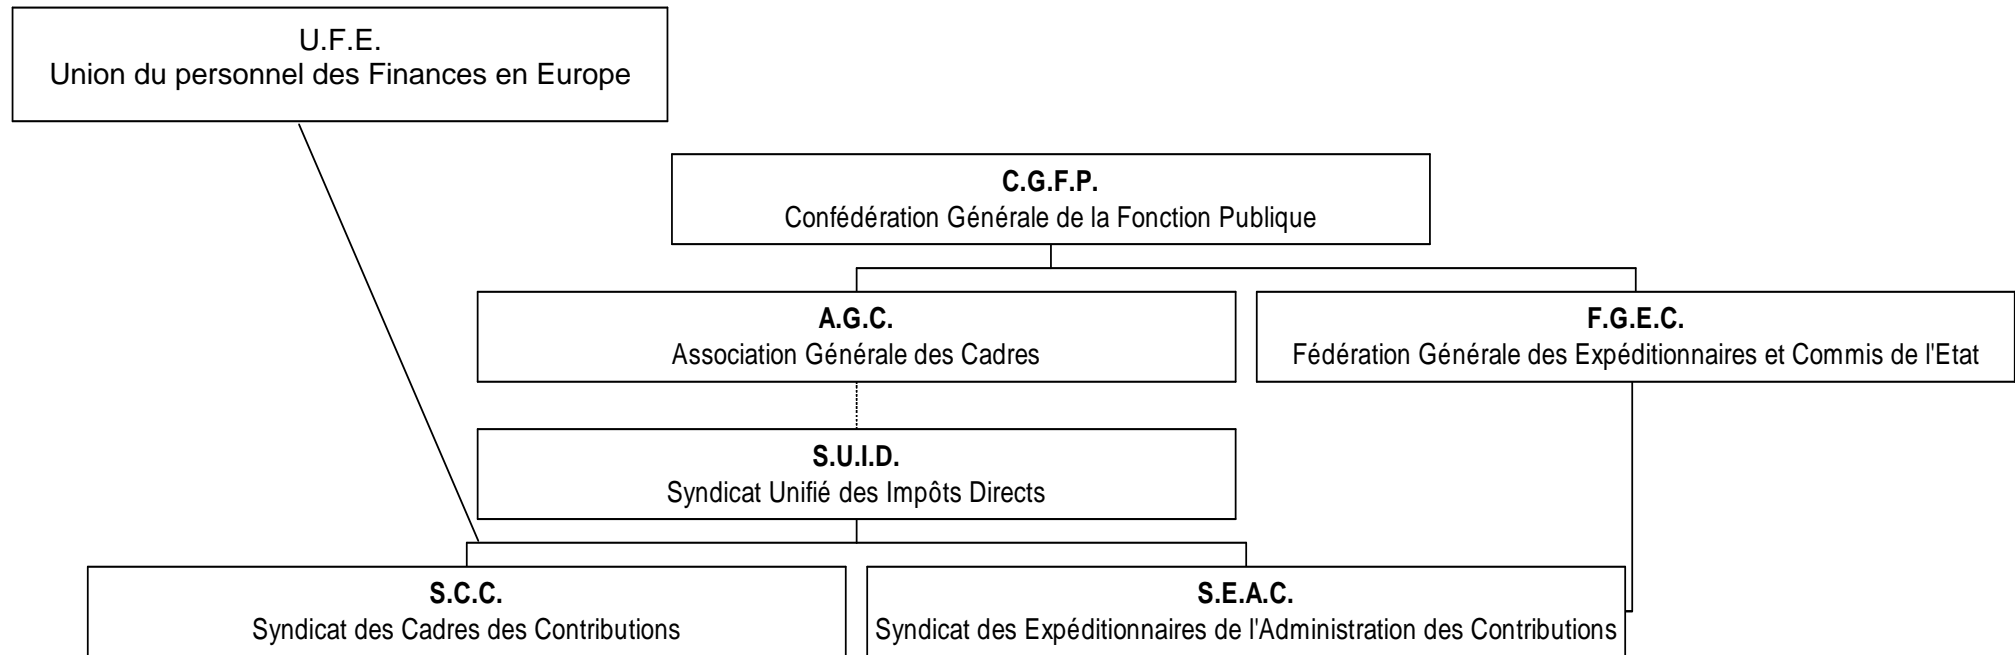 U.F.E.
Union du personnel des Finances en Europe
C.G.F.P.
Confédération Générale de la Fonction Publique
A.G.C.
Association Générale des Cadres
F.G.E.C.
Fédération Générale des Expéditionnaires et Commis de l'Etat
S.U.I.D.
Syndicat Unifié des Impôts Directs
S.C.C.
Syndicat des Cadres des Contributions
S.E.A.C.
Syndicat des Expéditionnaires de l'Administration des Contributions